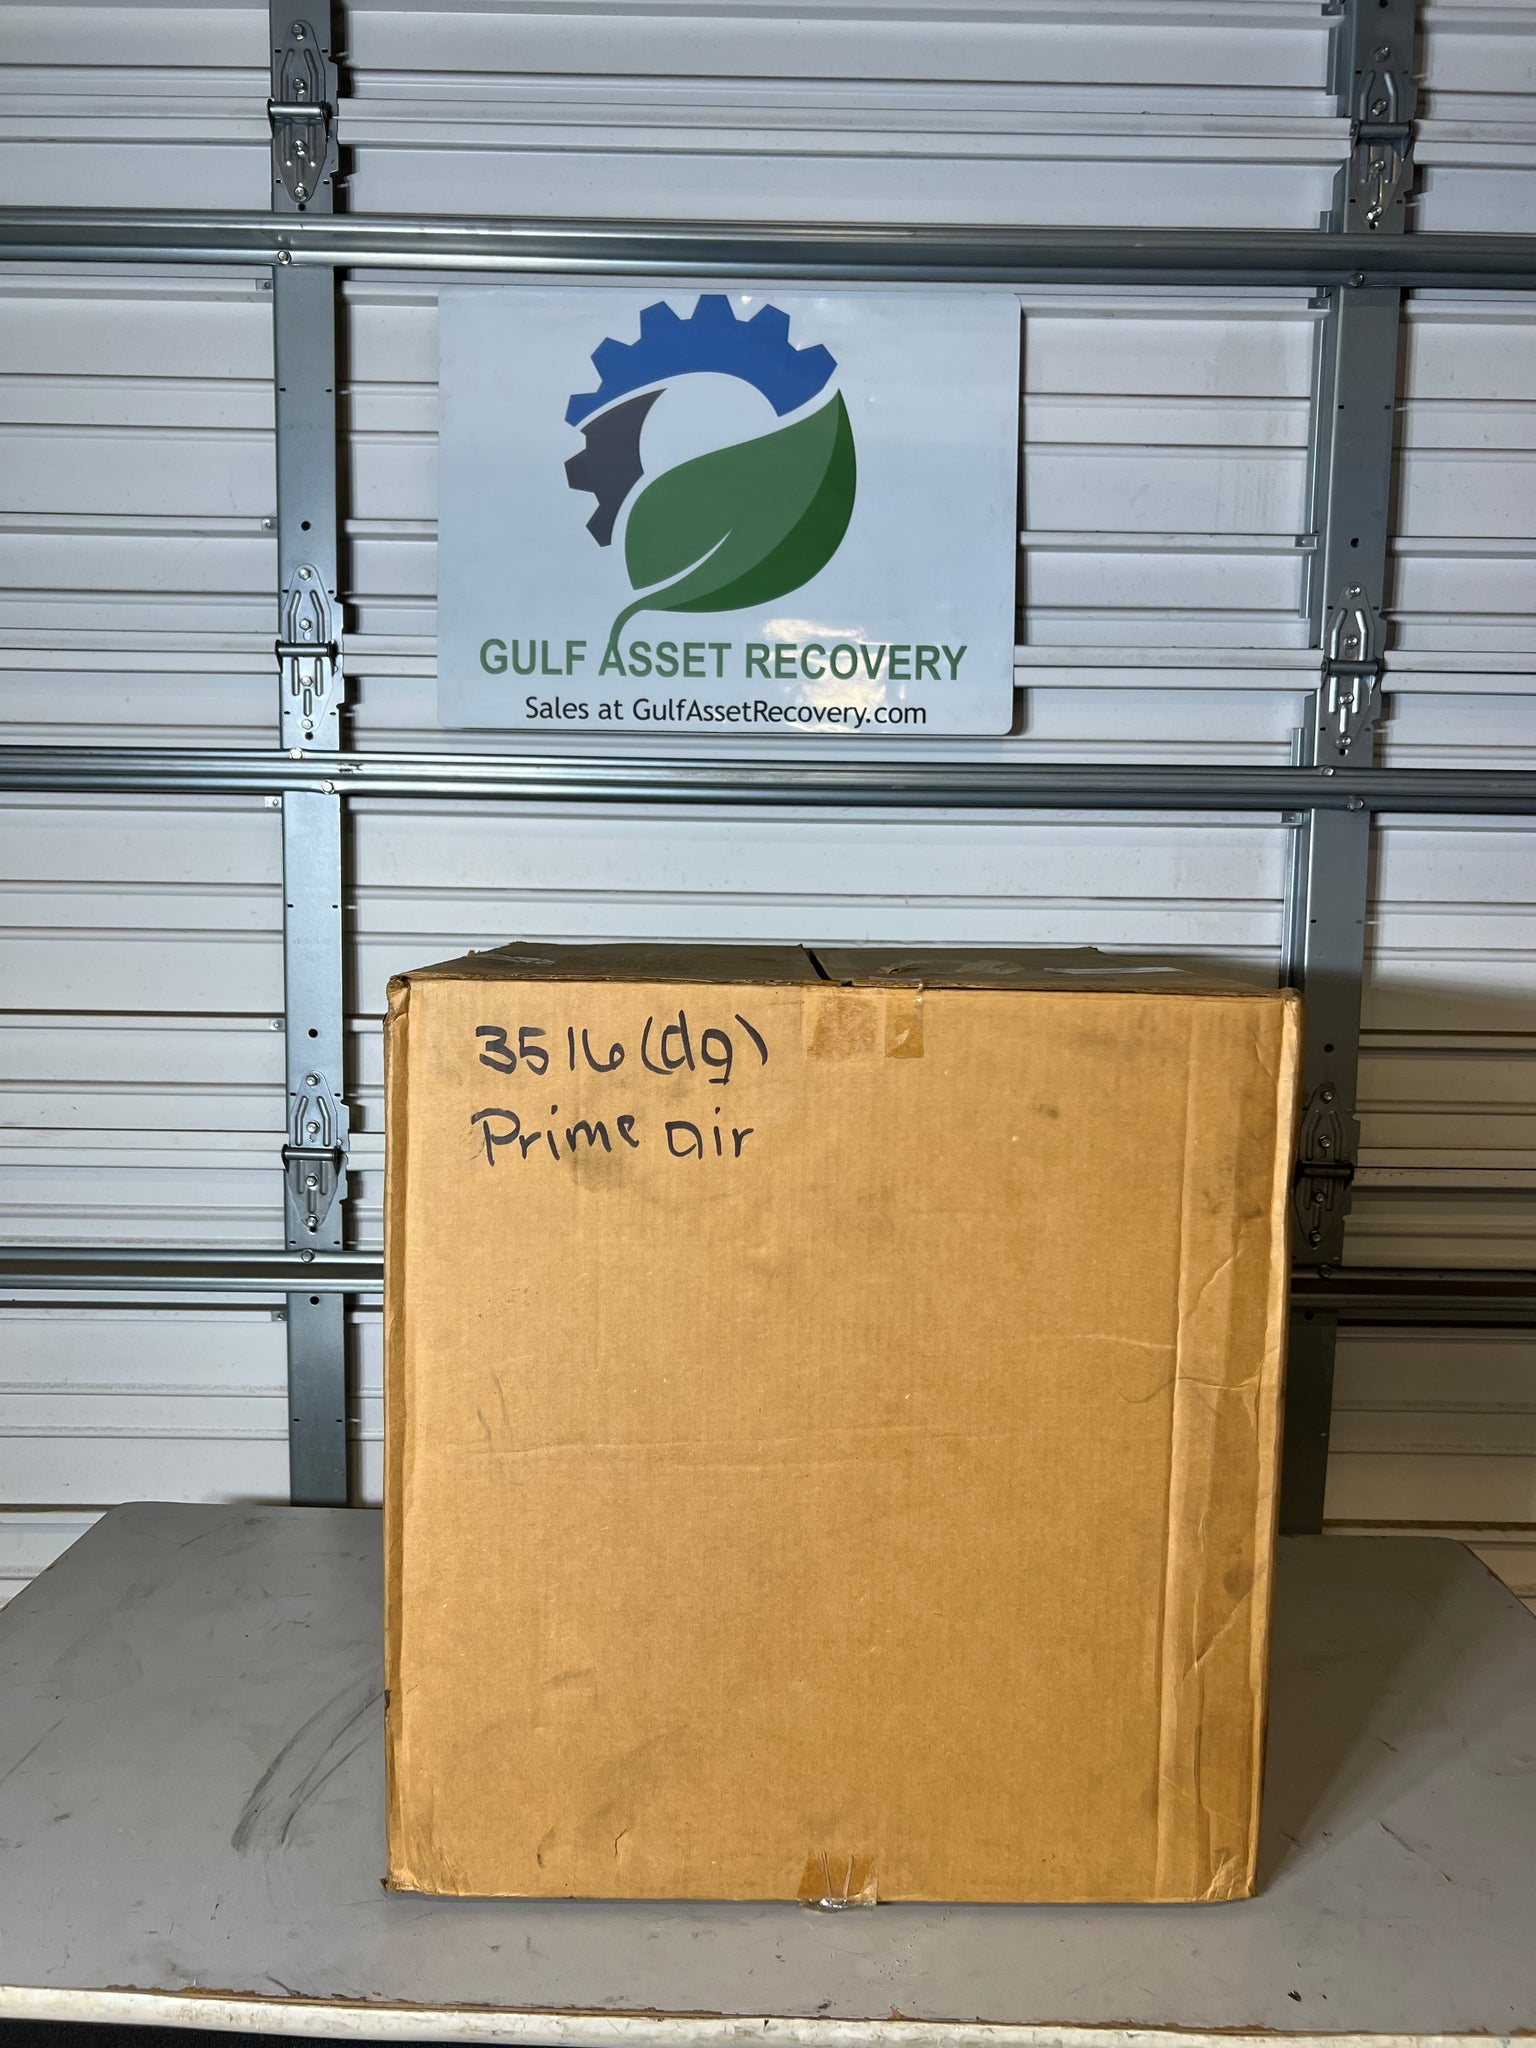 GULF ASSET RECOVERY
Sales at GulfAssetRecovery.com
3516 (dg)
Prime air